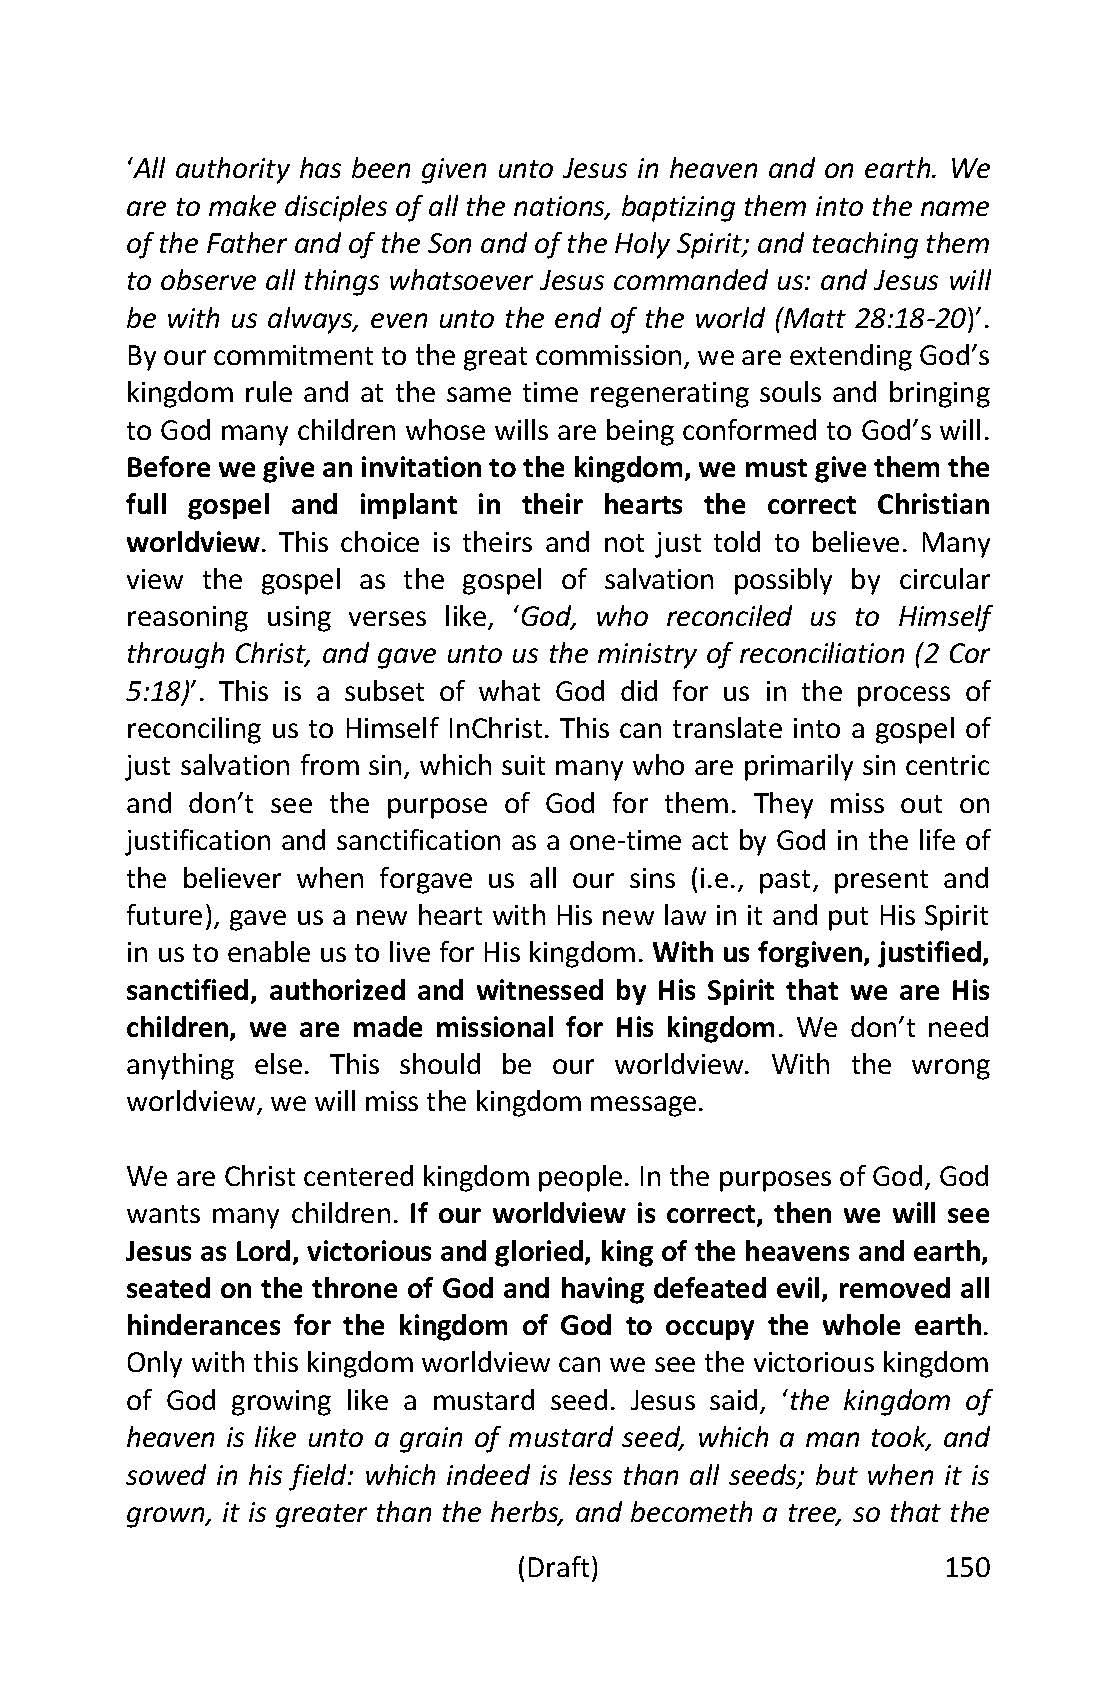 ‘All authority has been given unto Jesus in heaven and on earth. We
are to make disciples of all the nations, baptizing them into the name
of the Father and of the Son and of the Holy Spirit; and teaching them
to observe all things whatsoever Jesus commanded us: and Jesus will
be with us always, even unto the end of the world (Matt 28:18-20)’.
By our commitment to the great commission, we are extending God’s
kingdom rule and at the same time regenerating souls and bringing
to God many children whose wills are being conformed to God’s will.
Before we give an invitation to the kingdom, we must give them the
full gospel and implant in their hearts the correct Christian
worldview. This choice is theirs and not just told to believe. Many
view the gospel as the gospel of salvation possibly by circular
reasoning using verses like, ‘God, who reconciled us to Himself
through Christ, and gave unto us the ministry of reconciliation (2 Cor
5:18)’. This is a subset of what God did for us in the process of
reconciling us to Himself InChrist. This can translate into a gospel of
just salvation from sin, which suit many who are primarily sin centric
and don’t see the purpose of God for them. They miss out on
justification and sanctification as a one-time act by God in the life of
the believer when forgave us all our sins (i.e., past, present and
future), gave us a new heart with His new law in it and put His Spirit
in us to enable us to live for His kingdom. With us forgiven, justified,
sanctified, authorized and witnessed by His Spirit that we are His
children, we are made missional for His kingdom. We don’t need
anything else. This should be our worldview. With the wrong
worldview, we will miss the kingdom message.
We are Christ centered kingdom people. In the purposes of God, God
wants many children. If our worldview is correct, then we will see
Jesus as Lord, victorious and gloried, king of the heavens and earth,
seated on the throne of God and having defeated evil, removed all
hinderances for the kingdom of God to occupy the whole earth.
Only with this kingdom worldview can we see the victorious kingdom
of God growing like a mustard seed. Jesus said, ‘the kingdom of
heaven is like unto a grain of mustard seed, which a man took, and
sowed in his field: which indeed is less than all seeds; but when it is
grown, it is greater than the herbs, and becometh a tree, so that the
(Draft) 150